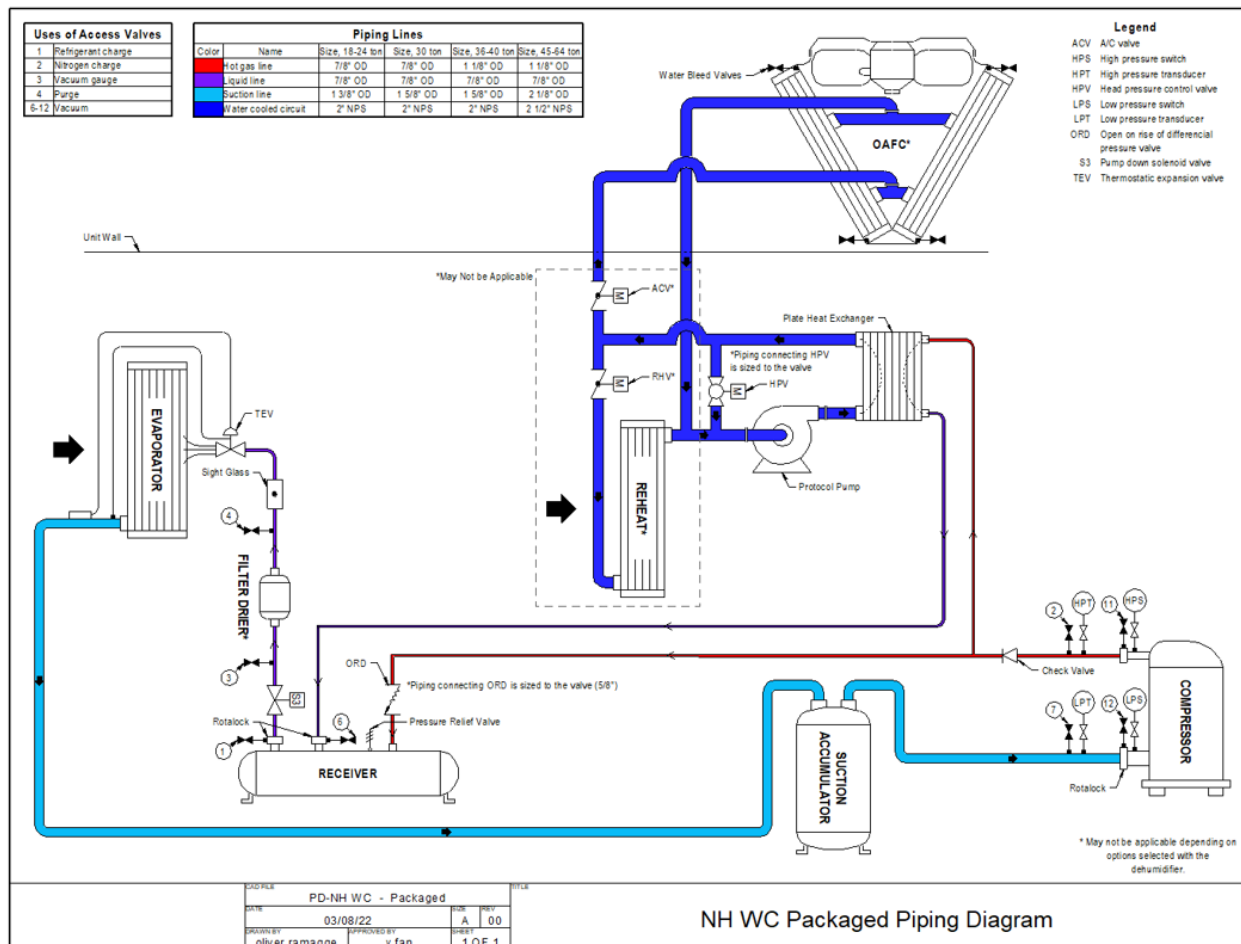 Uses of Access Valves
1 Refrigerant charge
2 Nitrogen charge
3 Vacuum gauge
4 Purge
6-12 Vacuum
Piping Lines
Color Name Size, 18-24 ton Size, 30 ton Size, 36-40 ton Size, 45-64 ton
Hot gas line 7/8" OD 7/8" OD 1 1/8" OD 1 1/8" OD
Liquid line 7/8" OD 7/8" OD 7/8" OD 7/8" OD
Suction line 1 3/8" OD 1 5/8" OD 1 5/8" OD 2 1/8" OD
Water cooled circuit 2" NPS 2" NPS 2" NPS 2 1/2" NPS
Legend
ACV A/C valve
HPS High pressure switch
HPT High pressure transducer
HPV Head pressure control valve
LPS Low pressure switch
LPT Low pressure transducer
ORD Open on rise of differencial
pressure valve
S3 Pump down solenoid valve
TEV Thermostatic expansion valve
Water Bleed Valves
OAFC*
Unit Wall
*May Not be Applicable
ACV*
M
Plate Heat Exchanger
*Piping connecting HPV
is sized to the valve
RHV*
M
HPV
M
TEV
EVAPORATOR
Sight Glass
REHEAT*
Protocol Pump
4
FILTER DRIER*
3
S3
2
HPT
11
HPS
ORD
*Piping connecting ORD is sized to the valve (5/8")
Check Valve
COMPRESSOR
Rotalock
6
Pressure Relief Valve
1
RECEIVER
SUCTION
ACCUMULATOR
7
LPT
12
LPS
Rotalock
* May not be applicable depending on
options selected with the
dehumidifier.
CAD FILE
PD-NH WC - Packaged
TITLE
DATE
03/08/22
SIZE
A
REV
00
DRAWN BY
oliver ramagge
APPROVED BY
y fan
SHEET
1 OF 1
NH WC Packaged Piping Diagram